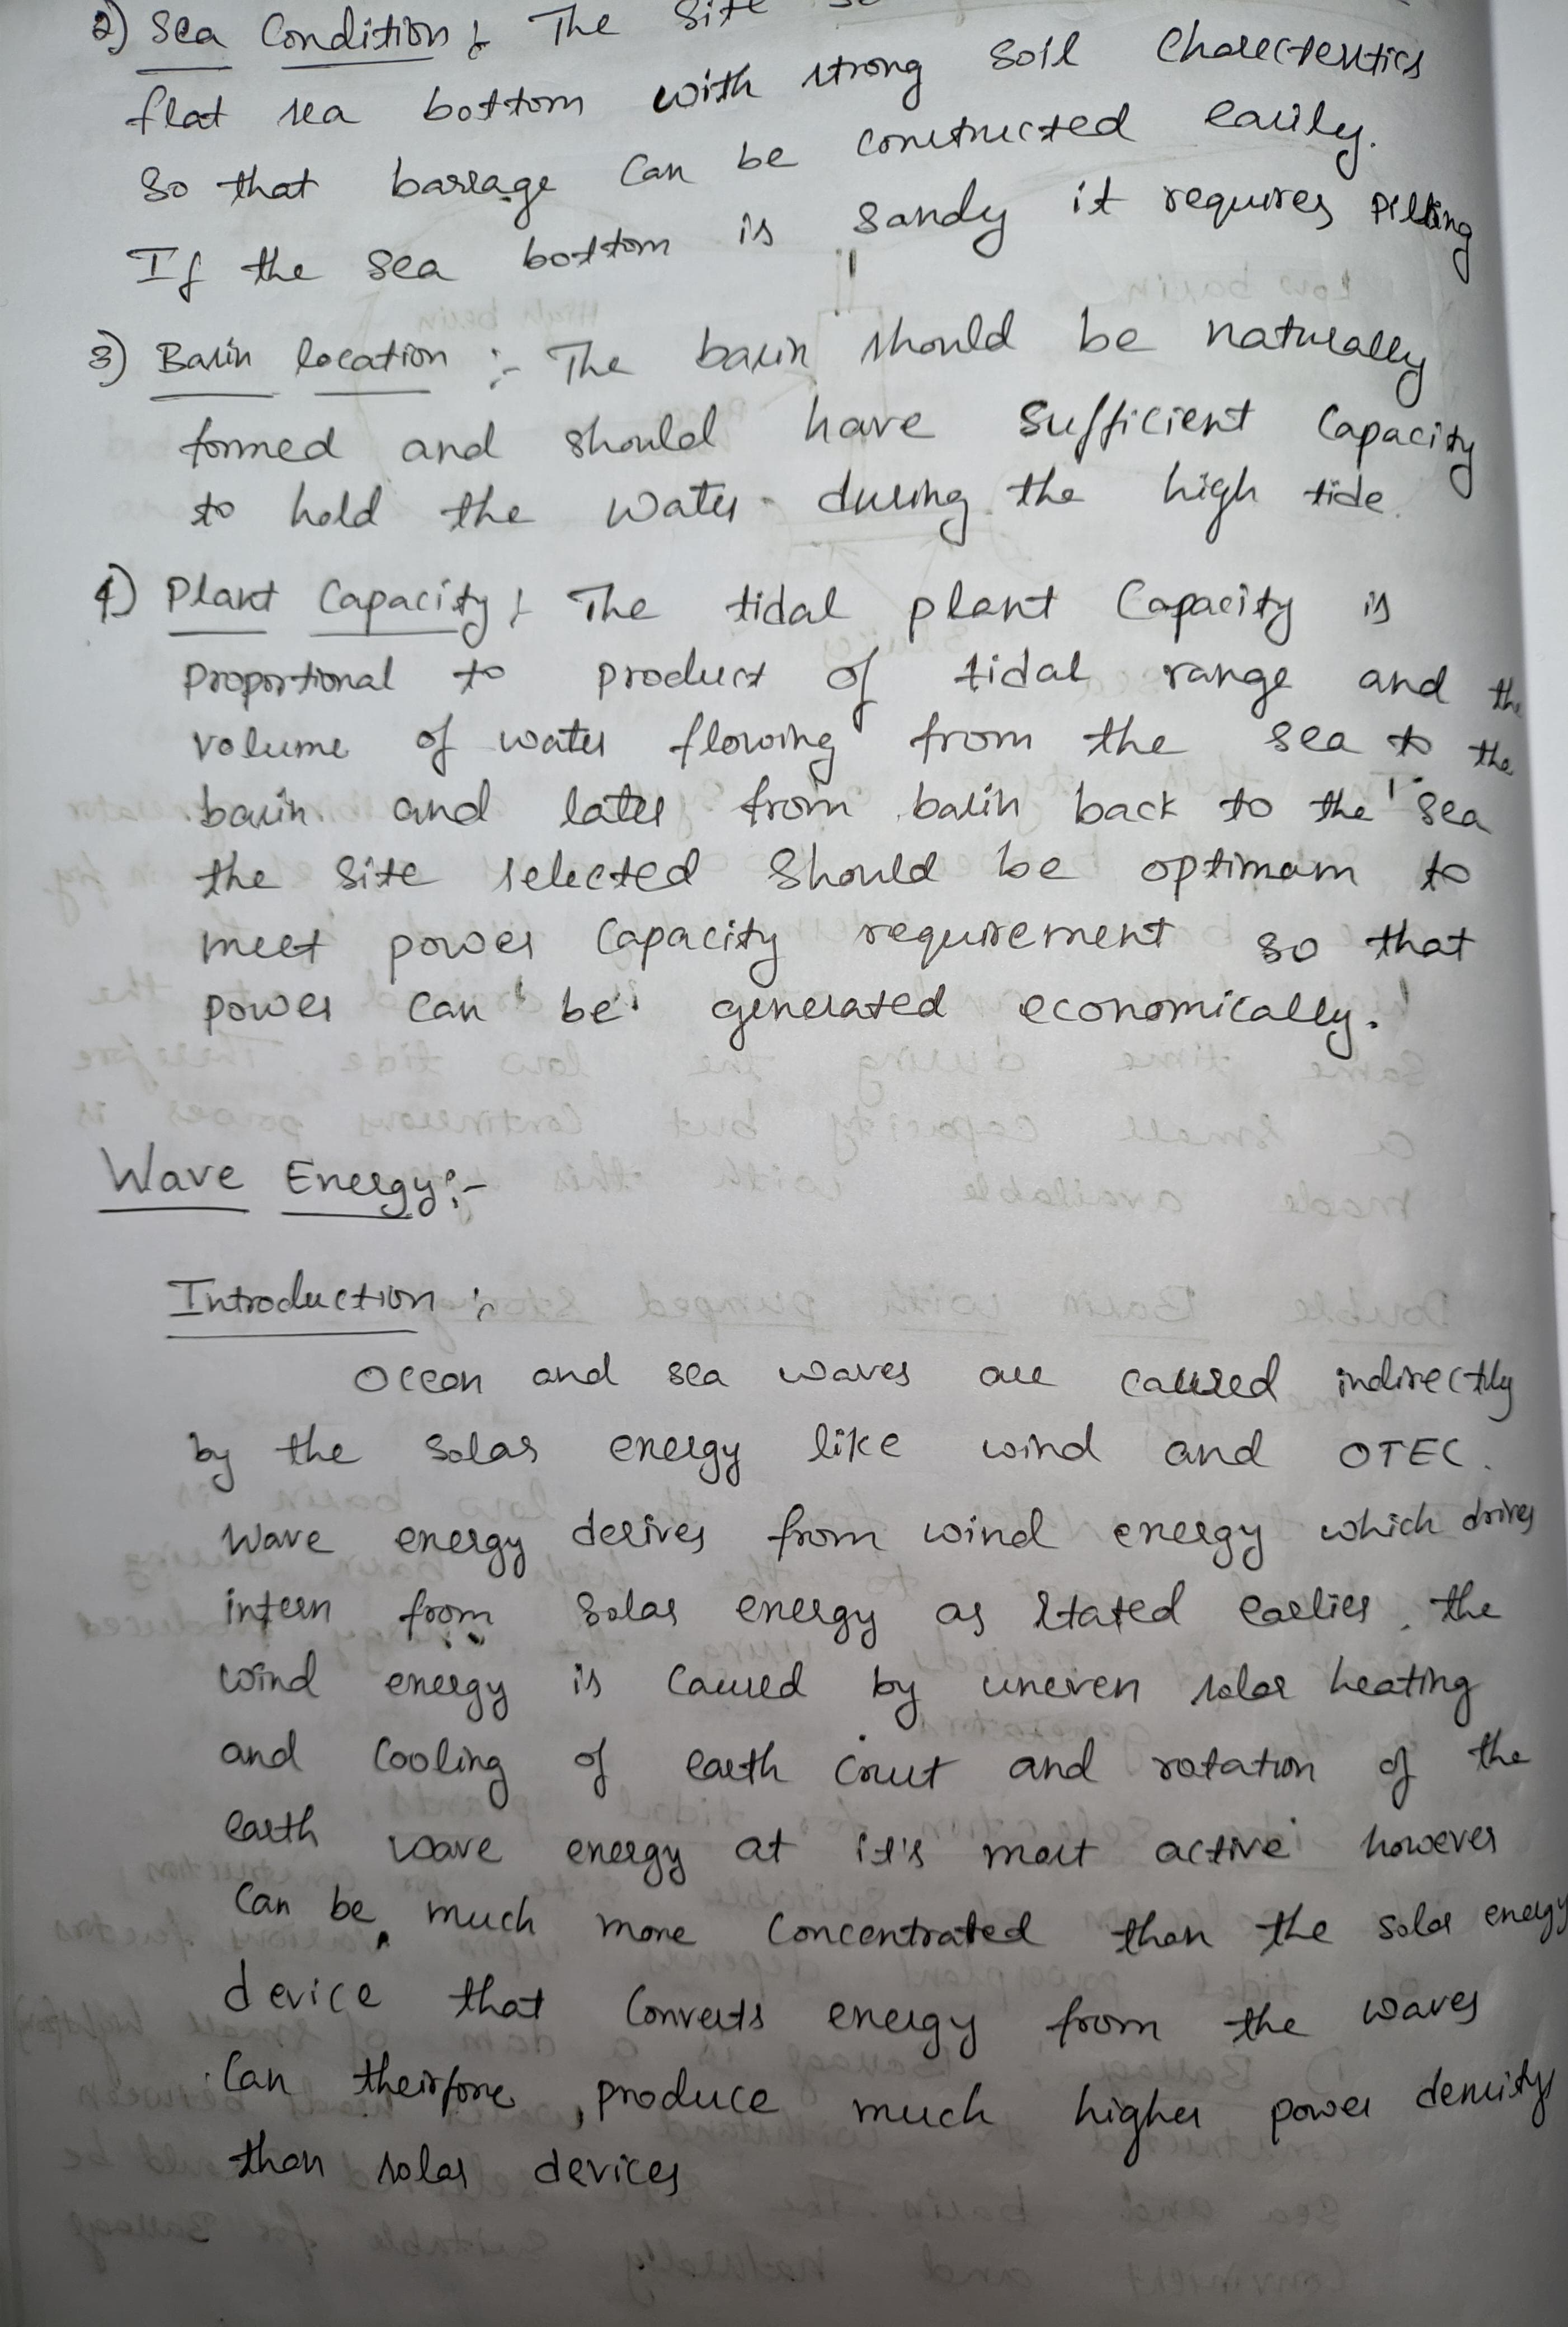 2) Sea Condition :- The Site
flat sea bottom with strong soil Charecterstics
So that barrage Can be constructed easily.
If the sea bottom is sandy it requires pilling
3) Basin location :- The basin should be naturally
formed and should have sufficient Capacity
to hold the water during the high tide.
4) Plant Capacity :- The tidal plant Capacity is
proportional to product of tidal range and the
volume of water flowing from the sea to the
basin and later from basin back to the sea
the site selected should be optimam to
meet power Capacity requirement so that
power can be generated economically.
Wave Energy :-
Introduction :-
Ocean and sea waves are caused indirectly
by the solar energy like wind and OTEC.
Wave energy derives from wind energy which drives
intern from solar energy as stated earlier. the
wind energy is caused by uneven solar heating
and cooling of earth crust and rotation of the
earth wave energy at it's most active however
can be much more concentrated than the solar energy
device that converts energy from the waves
Can theirfore, produce much higher power density
than solar devices